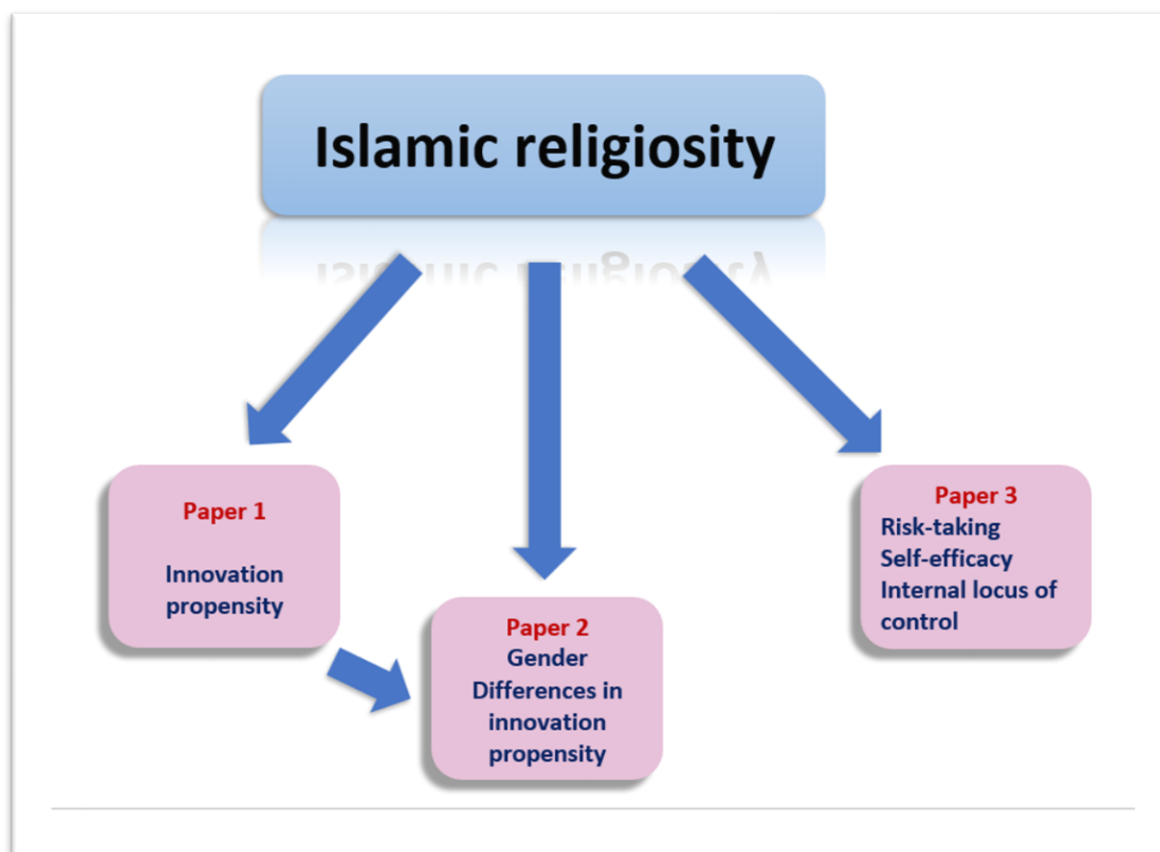 Islamic religiosity
Paper 1
Innovation
propensity
Paper 2
Gender
Differences in
innovation
propensity
Paper 3
Risk-taking
Self-efficacy
Internal locus of
control